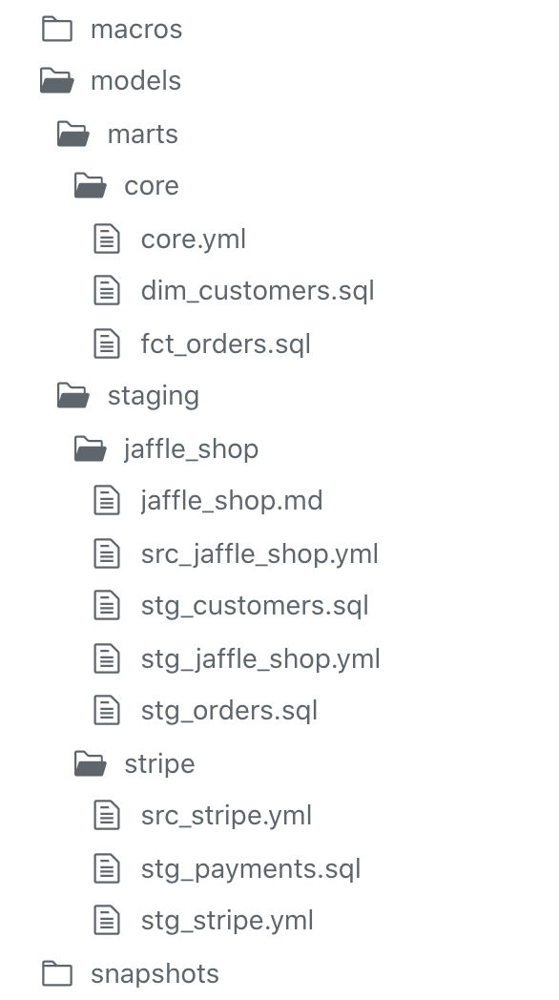 macros
models
marts
core
core.yml
dim_customers.sql
fct_orders.sql
staging
jaffle_shop
jaffle_shop.md
src_jaffle_shop.yml
stg_customers.sql
stg_jaffle_shop.yml
stg_orders.sql
stripe
src_stripe.yml
stg_payments.sql
stg_stripe.yml
snapshots